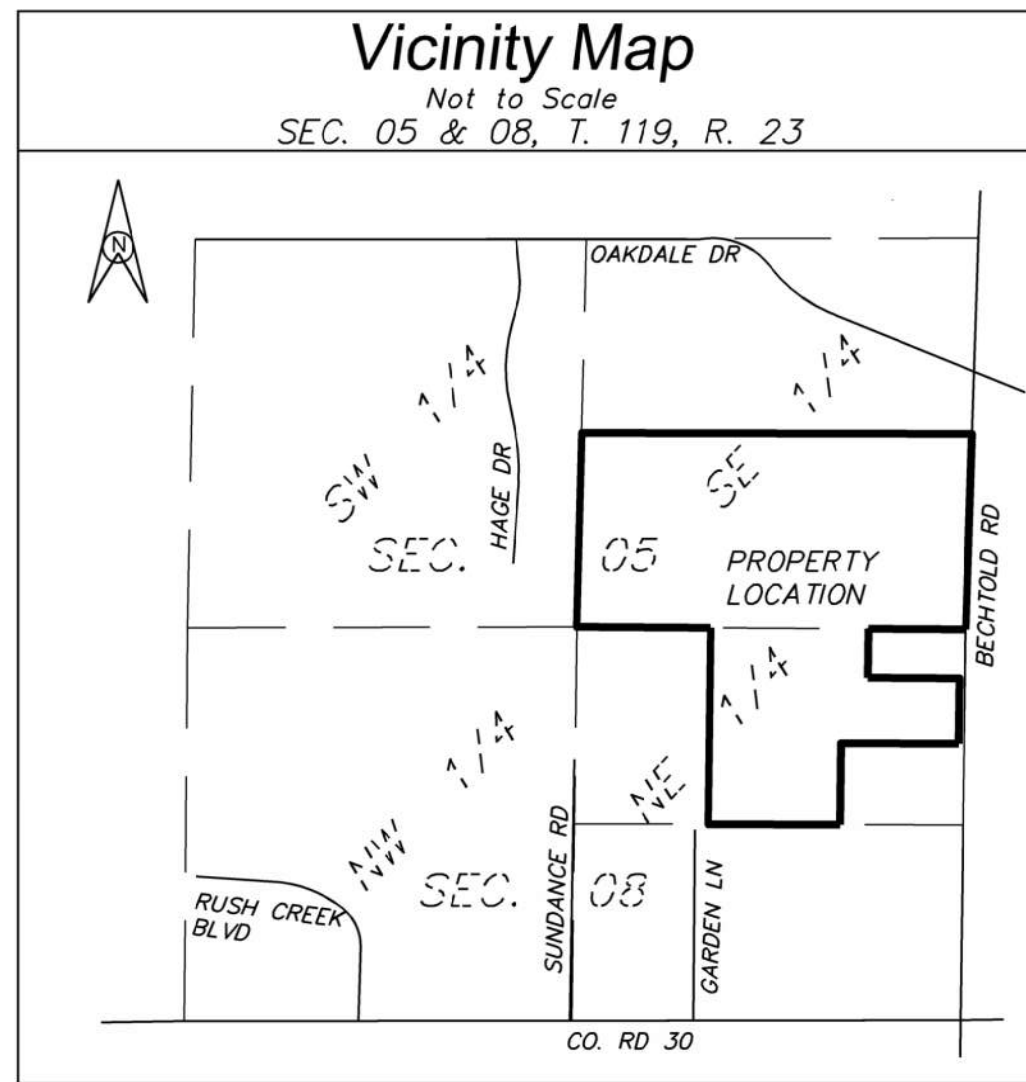 Vicinity Map
Not to Scale
SEC. 05 & 08, T. 119, R. 23
N
OAKDALE DR
1/4
1/4
SW
HAGE DR
SE
SEC. 05
PROPERTY
LOCATION
BECHTOLD RD
1/4
1/4
NE
NW
SUNDANCE RD
SEC. 08
GARDEN LN
RUSH CREEK
BLVD
CO. RD 30